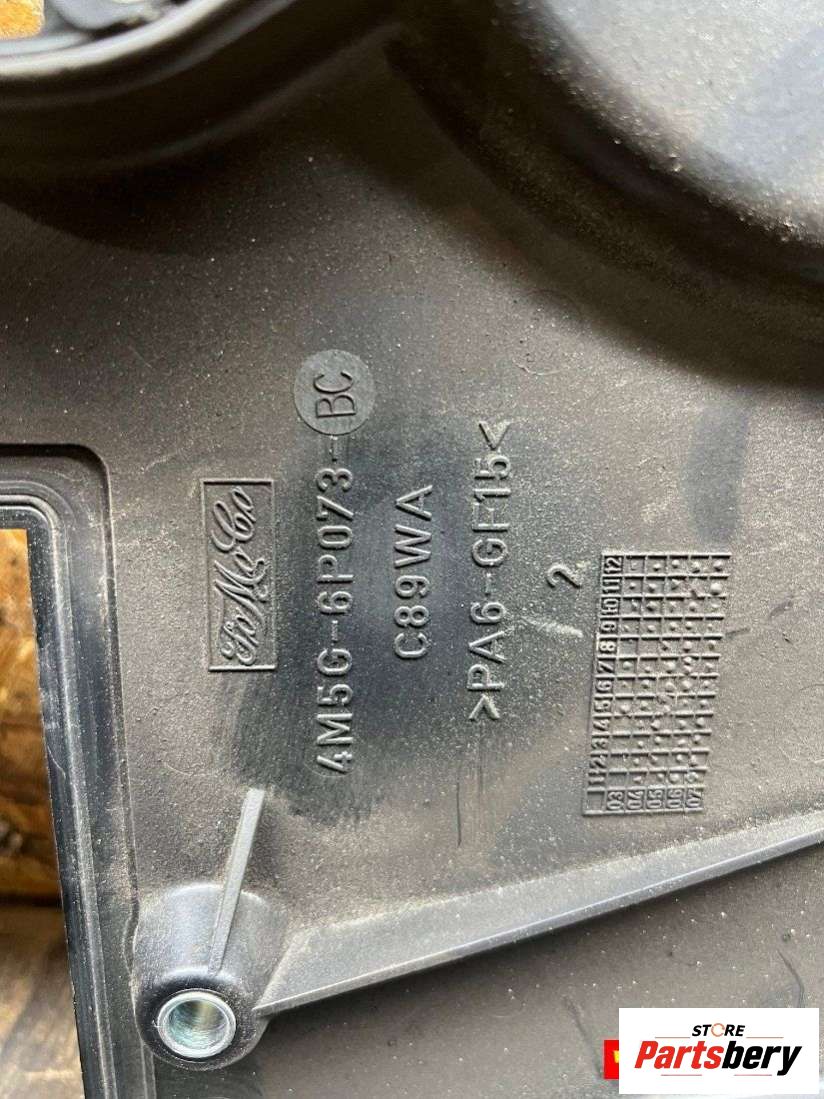 FoMoCo
4M5G-6P073-BC
C89WA
>PA6-GF15<
2
1 2 3 4 5 6 7 8 9 10 11 12
03
04
05
06
07
STORE
Partsbery